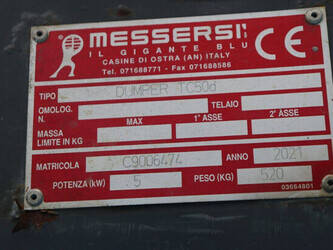 MESSERSI'
IL GIGANTE BLU
CASINE DI OSTRA (AN) ITALY
Tel. 071688771 - Fax 071688586
TIPO DUMPER TC50d
OMOLOG. N. TELAIO
MAX 1° ASSE 2° ASSE
MASSA LIMITE IN KG
MATRICOLA C9006474 ANNO 2021
POTENZA (kW) 5 PESO (KG) 520
03654801